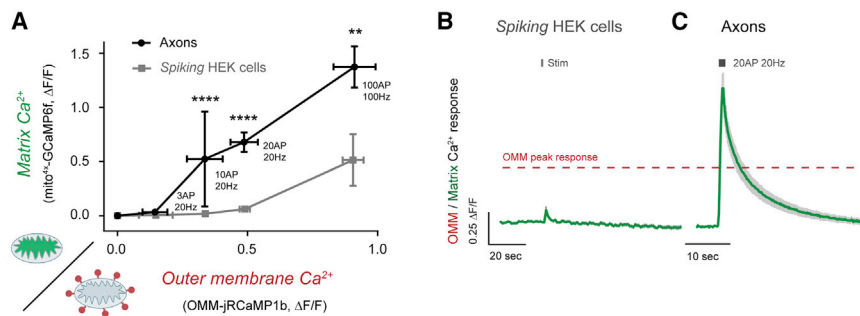 A
Axons
Spiking HEK cells
Matrix Ca²⁺
(mito⁴ˣ-GCaMP6f, ΔF/F)
1.5
1.0
0.5
0.0
**
****
****
100AP
100Hz
20AP
20Hz
10AP
20Hz
3AP
20Hz
0.0
0.5
1.0
Outer membrane Ca²⁺
(OMM-jRCaMP1b, ΔF/F)
B
Spiking HEK cells
Stim
OMM peak response
OMM / Matrix Ca²⁺ response
0.25 ΔF/F
20 sec
C
Axons
20AP 20Hz
10 sec